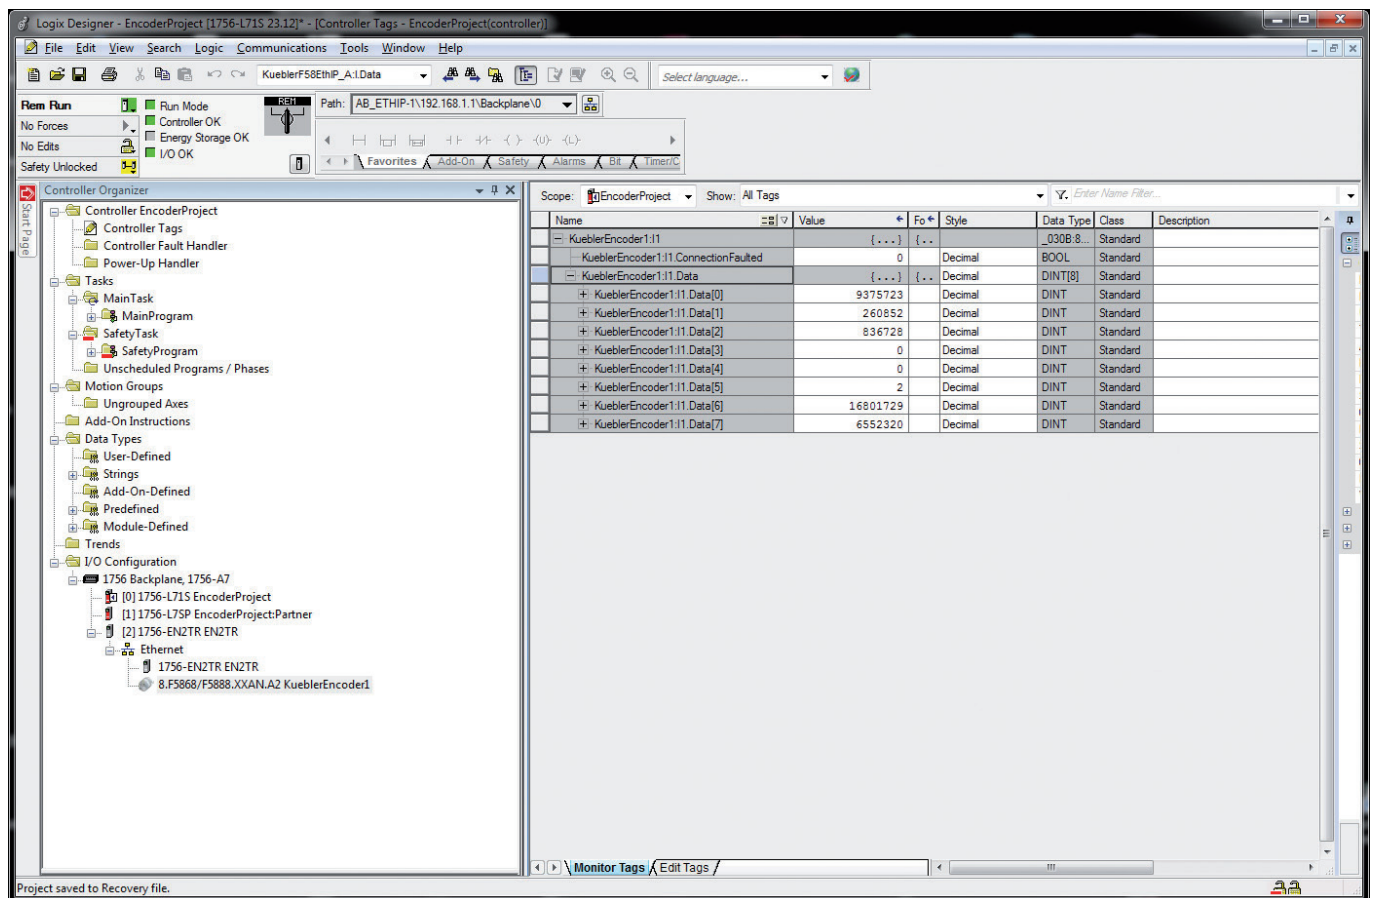 Logix Designer - EncoderProject [1756-L71S 23.12]* - [Controller Tags - EncoderProject(controller)]
File Edit View Search Logic Communications Tools Window Help
KueblerF58EthIP_A:I.Data Select language...
Rem Run Run Mode REM Path: AB_ETHIP-1\192.168.1.1\Backplane\0
No Forces Controller OK
No Edits Energy Storage OK
Safety Unlocked I/O OK Favorites Add-On Safety Alarms Bit Timer/C
Start Page
Controller Organizer
Controller EncoderProject
Controller Tags
Controller Fault Handler
Power-Up Handler
Tasks
MainTask
MainProgram
SafetyTask
SafetyProgram
Unscheduled Programs / Phases
Motion Groups
Ungrouped Axes
Add-On Instructions
Data Types
User-Defined
Strings
Add-On-Defined
Predefined
Module-Defined
Trends
I/O Configuration
1756 Backplane, 1756-A7
[0] 1756-L71S EncoderProject
[1] 1756-L7SP EncoderProject:Partner
[2] 1756-EN2TR EN2TR
Ethernet
1756-EN2TR EN2TR
8.F5868/F5888.XXAN.A2 KueblerEncoder1
Scope: EncoderProject Show: All Tags Enter Name Filter...
Name Value Fo Style Data Type Class Description
KueblerEncoder1:I1 {...} {.. _030B:8... Standard
KueblerEncoder1:I1.ConnectionFaulted 0 Decimal BOOL Standard
KueblerEncoder1:I1.Data {...} {.. Decimal DINT[8] Standard
KueblerEncoder1:I1.Data[0] 9375723 Decimal DINT Standard
KueblerEncoder1:I1.Data[1] 260852 Decimal DINT Standard
KueblerEncoder1:I1.Data[2] 836728 Decimal DINT Standard
KueblerEncoder1:I1.Data[3] 0 Decimal DINT Standard
KueblerEncoder1:I1.Data[4] 0 Decimal DINT Standard
KueblerEncoder1:I1.Data[5] 2 Decimal DINT Standard
KueblerEncoder1:I1.Data[6] 16801729 Decimal DINT Standard
KueblerEncoder1:I1.Data[7] 6552320 Decimal DINT Standard
Monitor Tags Edit Tags
Project saved to Recovery file.